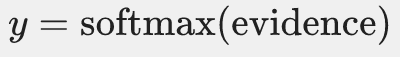 y = softmax(evidence)